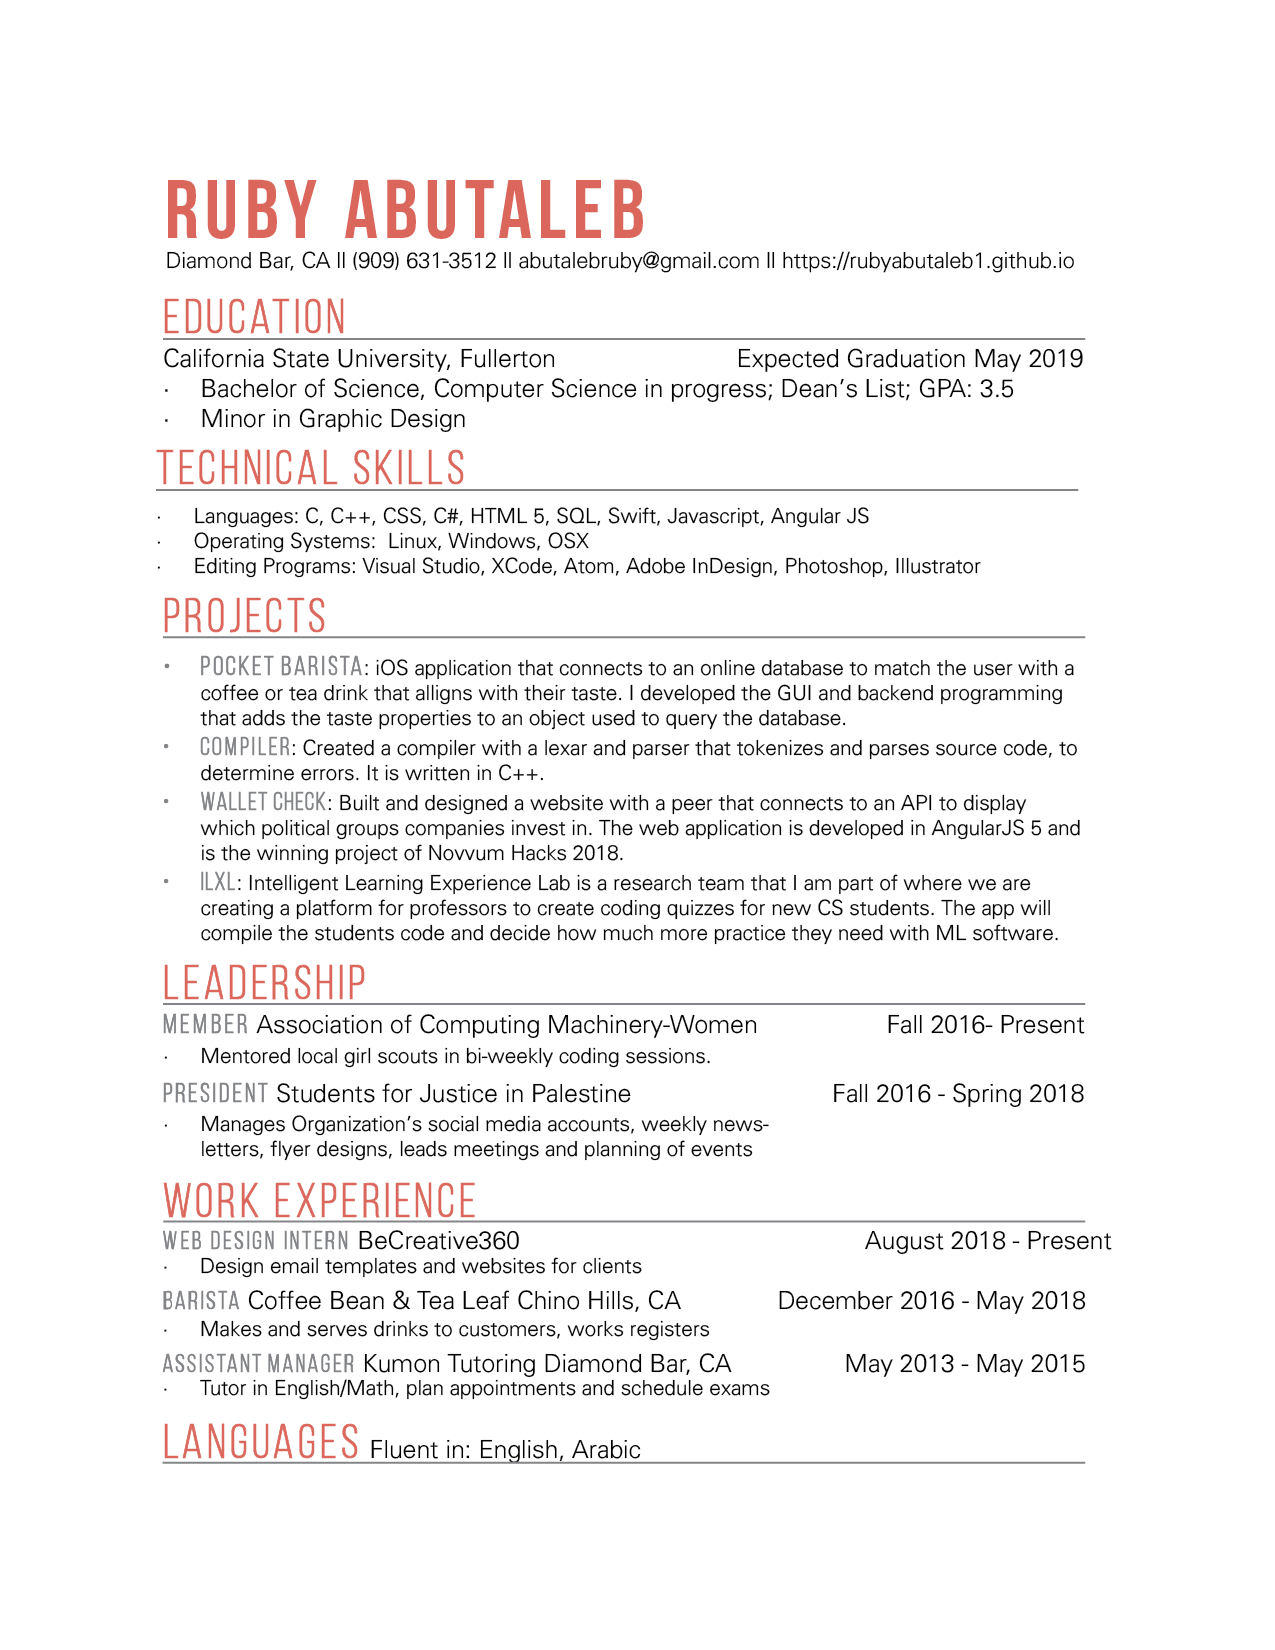 RUBY ABUTALEB
Diamond Bar, CA ll (909) 631-3512 ll abutalebruby@gmail.com ll https://rubyabutaleb1.github.io
EDUCATION
California State University, Fullerton Expected Graduation May 2019
· Bachelor of Science, Computer Science in progress; Dean’s List; GPA: 3.5
· Minor in Graphic Design
TECHNICAL SKILLS
· Languages: C, C++, CSS, C#, HTML 5, SQL, Swift, Javascript, Angular JS
· Operating Systems: Linux, Windows, OSX
· Editing Programs: Visual Studio, XCode, Atom, Adobe InDesign, Photoshop, Illustrator
PROJECTS
• POCKET BARISTA: iOS application that connects to an online database to match the user with a
coffee or tea drink that alligns with their taste. I developed the GUI and backend programming
that adds the taste properties to an object used to query the database.
• COMPILER: Created a compiler with a lexar and parser that tokenizes and parses source code, to
determine errors. It is written in C++.
• WALLET CHECK: Built and designed a website with a peer that connects to an API to display
which political groups companies invest in. The web application is developed in AngularJS 5 and
is the winning project of Novvum Hacks 2018.
• ILXL: Intelligent Learning Experience Lab is a research team that I am part of where we are
creating a platform for professors to create coding quizzes for new CS students. The app will
compile the students code and decide how much more practice they need with ML software.
LEADERSHIP
MEMBER Association of Computing Machinery-Women Fall 2016- Present
· Mentored local girl scouts in bi-weekly coding sessions.
PRESIDENT Students for Justice in Palestine Fall 2016 - Spring 2018
· Manages Organization’s social media accounts, weekly news-
letters, flyer designs, leads meetings and planning of events
WORK EXPERIENCE
WEB DESIGN INTERN BeCreative360 August 2018 - Present
· Design email templates and websites for clients
BARISTA Coffee Bean & Tea Leaf Chino Hills, CA December 2016 - May 2018
· Makes and serves drinks to customers, works registers
ASSISTANT MANAGER Kumon Tutoring Diamond Bar, CA May 2013 - May 2015
· Tutor in English/Math, plan appointments and schedule exams
LANGUAGES Fluent in: English, Arabic